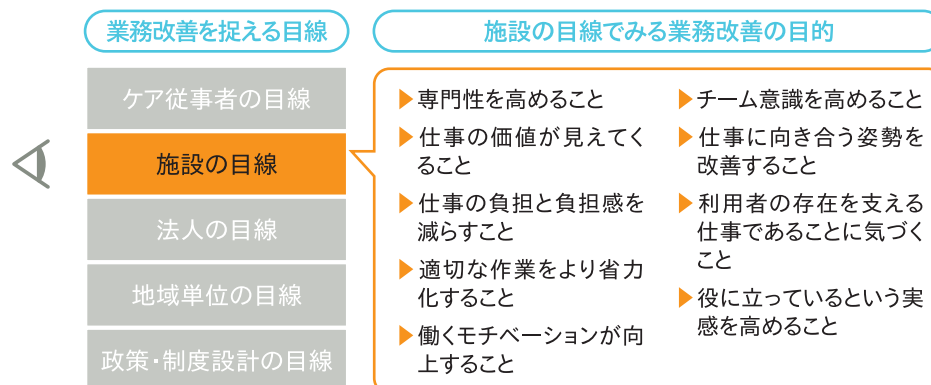 業務改善を捉える目線
施設の目線でみる業務改善の目的
ケア従事者の目線
施設の目線
法人の目線
地域単位の目線
政策・制度設計の目線
▶専門性を高めること
▶仕事の価値が見えてく
ること
▶仕事の負担と負担感を
減らすこと
▶適切な作業をより省力
化すること
▶働くモチベーションが向
上すること
▶チーム意識を高めること
▶仕事に向き合う姿勢を
改善すること
▶利用者の存在を支える
仕事であることに気づく
こと
▶役に立っているという実
感を高めること